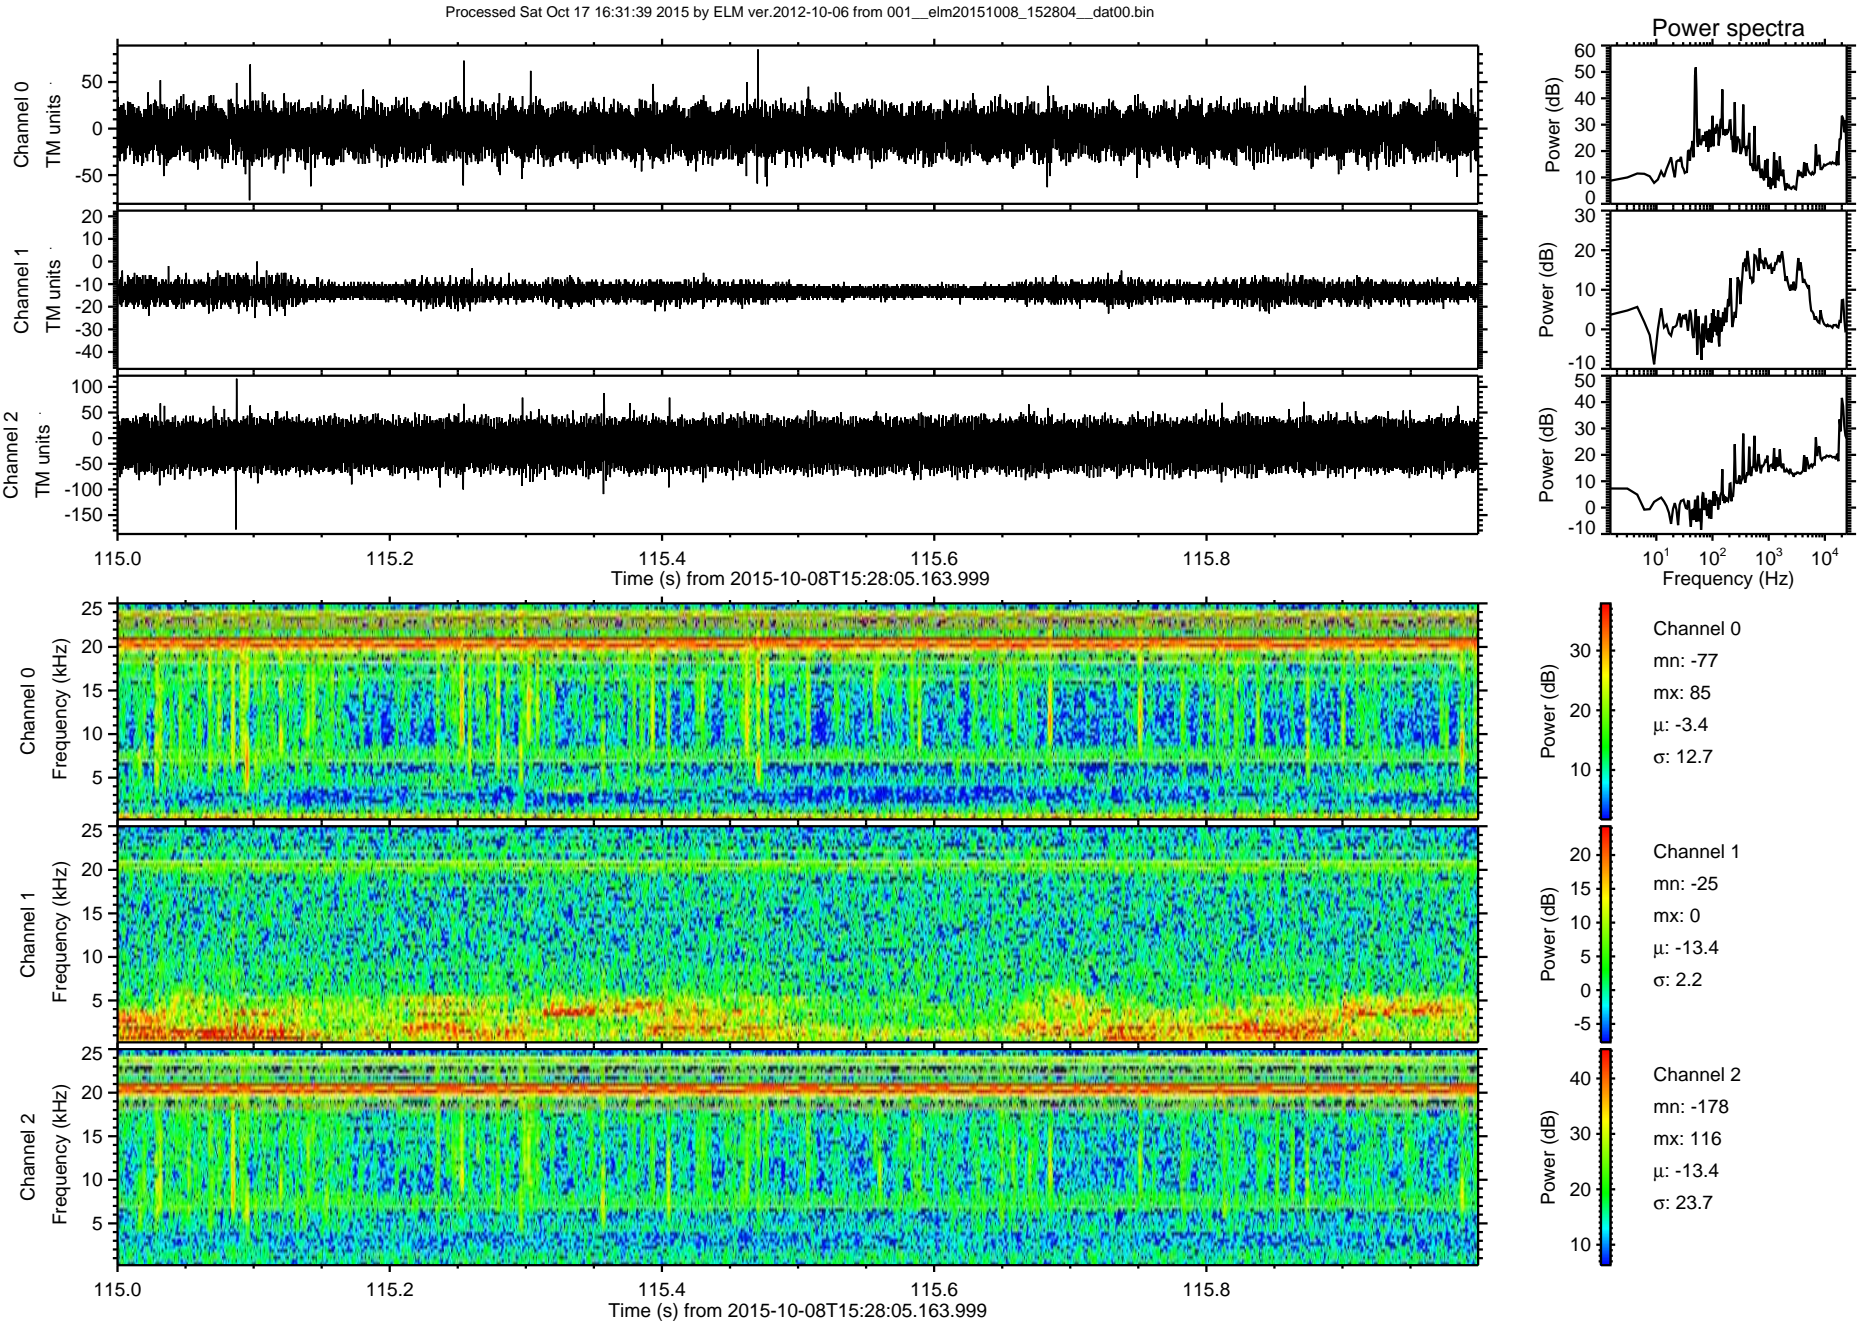 Processed Sat Oct 17 16:31:39 2015 by ELM ver.2012-10-06 from 001__elm20151008_152804__dat00.bin
Power spectra
Channel 0
TM units
50
0
-50
Power (dB)
60
50
40
30
20
10
0
Channel 1
TM units
20
10
0
-10
-20
-30
-40
Power (dB)
30
20
10
0
-10
Channel 2
TM units
100
50
0
-50
-100
-150
Power (dB)
50
40
30
20
10
0
-10
115.0 115.2 115.4 115.6 115.8
Time (s) from 2015-10-08T15:28:05.163.999
10^1 10^2 10^3 10^4
Frequency (Hz)
Channel 0
Frequency (kHz)
25
20
15
10
5
Power (dB)
30
20
10
Channel 0
mn: -77
mx: 85
μ: -3.4
σ: 12.7
Channel 1
Frequency (kHz)
25
20
15
10
5
Power (dB)
20
15
10
5
0
-5
Channel 1
mn: -25
mx: 0
μ: -13.4
σ: 2.2
Channel 2
Frequency (kHz)
25
20
15
10
5
Power (dB)
40
30
20
10
Channel 2
mn: -178
mx: 116
μ: -13.4
σ: 23.7
115.0 115.2 115.4 115.6 115.8
Time (s) from 2015-10-08T15:28:05.163.999